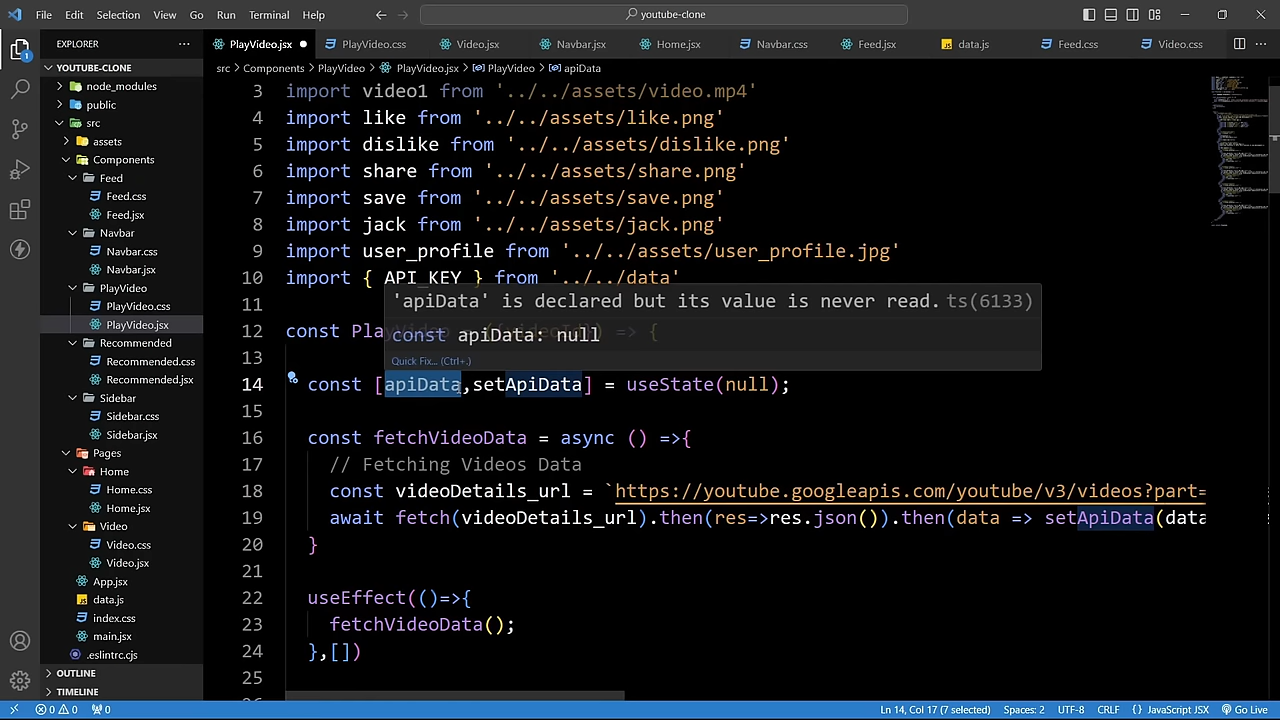 File Edit Selection View Go Run Terminal Help
youtube-clone
EXPLORER
YOUTUBE-CLONE
node_modules
public
src
assets
Components
Feed
Feed.css
Feed.jsx
Navbar
Navbar.css
Navbar.jsx
PlayVideo
PlayVideo.css
PlayVideo.jsx
Recommended
Recommended.css
Recommended.jsx
Sidebar
Sidebar.css
Sidebar.jsx
Pages
Home
Home.css
Home.jsx
Video
Video.css
Video.jsx
App.jsx
data.js
index.css
main.jsx
.eslintrc.cjs
OUTLINE
TIMELINE
PlayVideo.jsx PlayVideo.css Video.jsx Navbar.jsx Home.jsx Navbar.css Feed.jsx data.js Feed.css Video.css
src > Components > PlayVideo > PlayVideo.jsx > PlayVideo > apiData
3 import video1 from '../../assets/video.mp4'
4 import like from '../../assets/like.png'
5 import dislike from '../../assets/dislike.png'
6 import share from '../../assets/share.png'
7 import save from '../../assets/save.png'
8 import jack from '../../assets/jack.png'
9 import user_profile from '../../assets/user_profile.jpg'
10 import { API_KEY } from '../../data'
11
'apiData' is declared but its value is never read. ts(6133)
const apiData: null
Quick Fix... (Ctrl+.)
12 const PlayVideo = ({videoId}) => {
13
14 const [apiData,setApiData] = useState(null);
15
16 const fetchVideoData = async () =>{
17 // Fetching Videos Data
18 const videoDetails_url = `https://youtube.googleapis.com/youtube/v3/videos?part=
19 await fetch(videoDetails_url).then(res=>res.json()).then(data => setApiData(data
20 }
21
22 useEffect(()=>{
23 fetchVideoData();
24 },[])
25
0 0 0 Ln 14, Col 17 (7 selected) Spaces: 2 UTF-8 CRLF {} JavaScript JSX Go Live